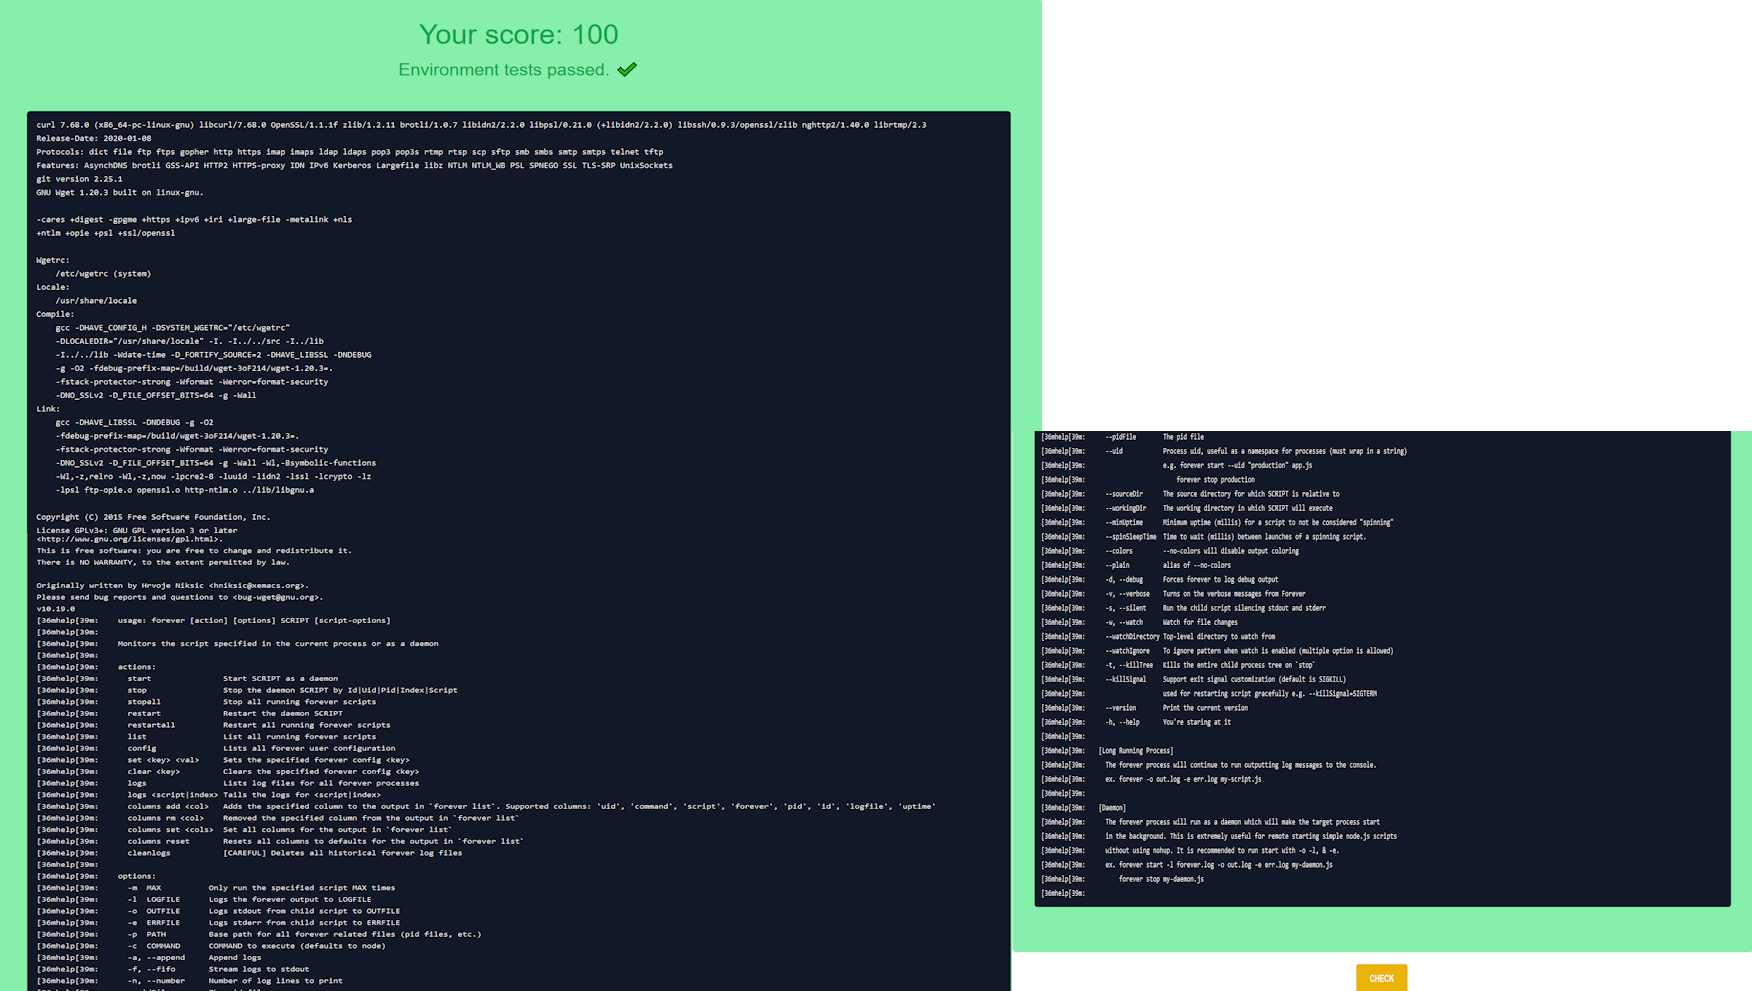 Your score: 100
Environment tests passed.
curl 7.68.0 (x86_64-pc-linux-gnu) libcurl/7.68.0 OpenSSL/1.1.1f zlib/1.2.11 brotli/1.0.7 libidn2/2.2.0 libpsl/0.21.0 (+libidn2/2.2.0) libssh/0.9.3/openssl/zlib nghttp2/1.40.0 librtmp/2.3
Release-Date: 2020-01-08
Protocols: dict file ftp ftps gopher http https imap imaps ldap ldaps pop3 pop3s rtmp rtsp scp sftp smb smbs smtp smtps telnet tftp
Features: AsynchDNS brotli GSS-API HTTP2 HTTPS-proxy IDN IPv6 Kerberos Largefile libz NTLM NTLM_WB PSL SPNEGO SSL TLS-SRP UnixSockets
git version 2.25.1
GNU Wget 1.20.3 built on linux-gnu.
-cares +digest -gpgme +https +ipv6 +iri +large-file -metalink +nls
+ntlm +opie +psl +ssl/openssl
Wgetrc:
/etc/wgetrc (system)
Locale:
/usr/share/locale
Compile:
gcc -DHAVE_CONFIG_H -DSYSTEM_WGETRC="/etc/wgetrc"
-DLOCALEDIR="/usr/share/locale" -I. -I../../src -I../lib
-I../../lib -Wdate-time -D_FORTIFY_SOURCE=2 -DHAVE_LIBSSL -DNDEBUG
-g -O2 -fdebug-prefix-map=/build/wget-3oF214/wget-1.20.3=.
-fstack-protector-strong -Wformat -Werror=format-security
-DNO_SSLv2 -D_FILE_OFFSET_BITS=64 -g -Wall
Link:
gcc -DHAVE_LIBSSL -DNDEBUG -g -O2
-fdebug-prefix-map=/build/wget-3oF214/wget-1.20.3=.
-fstack-protector-strong -Wformat -Werror=format-security
-DNO_SSLv2 -D_FILE_OFFSET_BITS=64 -g -Wall -Wl,-Bsymbolic-functions
-Wl,-z,relro -Wl,-z,now -lpcre2-8 -luuid -lidn2 -lssl -lcrypto -lz
-lpsl ftp-opie.o openssl.o http-ntlm.o ../lib/libgnu.a
Copyright (C) 2015 Free Software Foundation, Inc.
License GPLv3+: GNU GPL version 3 or later
<http://www.gnu.org/licenses/gpl.html>.
This is free software: you are free to change and redistribute it.
There is NO WARRANTY, to the extent permitted by law.
Originally written by Hrvoje Niksic <hniksic@xemacs.org>.
Please send bug reports and questions to <bug-wget@gnu.org>.
v10.19.0
[36mhelp[39m: usage: forever [action] [options] SCRIPT [script-options]
[36mhelp[39m:
[36mhelp[39m: Monitors the script specified in the current process or as a daemon
[36mhelp[39m:
[36mhelp[39m: actions:
[36mhelp[39m: start Start SCRIPT as a daemon
[36mhelp[39m: stop Stop the daemon SCRIPT by Id|Uid|Pid|Index|Script
[36mhelp[39m: stopall Stop all running forever scripts
[36mhelp[39m: restart Restart the daemon SCRIPT
[36mhelp[39m: restartall Restart all running forever scripts
[36mhelp[39m: list List all running forever scripts
[36mhelp[39m: config Lists all forever user configuration
[36mhelp[39m: set <key> <val> Sets the specified forever config <key>
[36mhelp[39m: clear <key> Clears the specified forever config <key>
[36mhelp[39m: logs Lists log files for all forever processes
[36mhelp[39m: logs <script|index> Tails the logs for <script|index>
[36mhelp[39m: columns add <col> Adds the specified column to the output in `forever list`. Supported columns: 'uid', 'command', 'script', 'forever', 'pid', 'id', 'logfile', 'uptime'
[36mhelp[39m: columns rm <col> Removed the specified column from the output in `forever list`
[36mhelp[39m: columns set <cols> Set all columns for the output in `forever list`
[36mhelp[39m: columns reset Resets all columns to defaults for the output in `forever list`
[36mhelp[39m: cleanlogs [CAREFUL] Deletes all historical forever log files
[36mhelp[39m:
[36mhelp[39m: options:
[36mhelp[39m: -m MAX Only run the specified script MAX times
[36mhelp[39m: -l LOGFILE Logs the forever output to LOGFILE
[36mhelp[39m: -o OUTFILE Logs stdout from child script to OUTFILE
[36mhelp[39m: -e ERRFILE Logs stderr from child script to ERRFILE
[36mhelp[39m: -p PATH Base path for all forever related files (pid files, etc.)
[36mhelp[39m: -c COMMAND COMMAND to execute (defaults to node)
[36mhelp[39m: -a, --append Append logs
[36mhelp[39m: -f, --fifo Stream logs to stdout
[36mhelp[39m: -n, --number Number of log lines to print
[36mhelp[39m: --pidFile The pid file
[36mhelp[39m: --uid Process uid, useful as a namespace for processes (must wrap in a string)
[36mhelp[39m: e.g. forever start --uid "production" app.js
[36mhelp[39m: forever stop production
[36mhelp[39m: --sourceDir The source directory for which SCRIPT is relative to
[36mhelp[39m: --workingDir The working directory in which SCRIPT will execute
[36mhelp[39m: --minUptime Minimum uptime (millis) for a script to not be considered "spinning"
[36mhelp[39m: --spinSleepTime Time to wait (millis) between launches of a spinning script.
[36mhelp[39m: --colors --no-colors will disable output coloring
[36mhelp[39m: --plain alias of --no-colors
[36mhelp[39m: -d, --debug Forces forever to log debug output
[36mhelp[39m: -v, --verbose Turns on the verbose messages from Forever
[36mhelp[39m: -s, --silent Run the child script silencing stdout and stderr
[36mhelp[39m: -w, --watch Watch for file changes
[36mhelp[39m: --watchDirectory Top-level directory to watch from
[36mhelp[39m: --watchIgnore To ignore pattern when watch is enabled (multiple option is allowed)
[36mhelp[39m: -t, --killTree Kills the entire child process tree on `stop`
[36mhelp[39m: --killSignal Support exit signal customization (default is SIGKILL)
[36mhelp[39m: used for restarting script gracefully e.g. --killSignal=SIGTERM
[36mhelp[39m: --version Print the current version
[36mhelp[39m: -h, --help You're staring at it
[36mhelp[39m:
[36mhelp[39m: [Long Running Process]
[36mhelp[39m: The forever process will continue to run outputting log messages to the console.
[36mhelp[39m: ex. forever -o out.log -e err.log my-script.js
[36mhelp[39m:
[36mhelp[39m: [Daemon]
[36mhelp[39m: The forever process will run as a daemon which will make the target process start
[36mhelp[39m: in the background. This is extremely useful for remote starting simple node.js scripts
[36mhelp[39m: without using nohup. It is recommended to run start with -o -l, & -e.
[36mhelp[39m: ex. forever start -l forever.log -o out.log -e err.log my-daemon.js
[36mhelp[39m: forever stop my-daemon.js
[36mhelp[39m:
CHECK